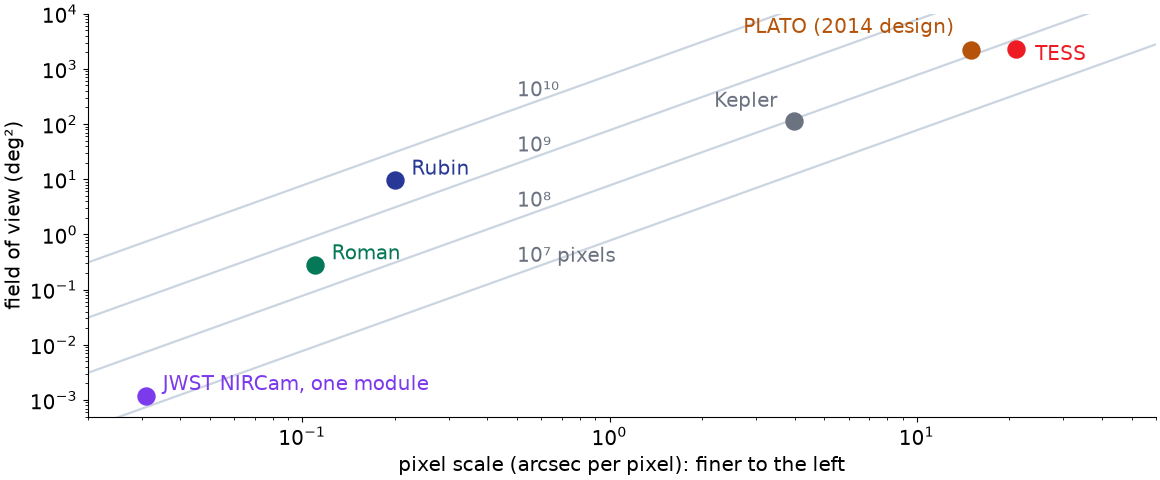 10⁴
10³
10²
10¹
10⁰
10⁻¹
10⁻²
10⁻³
field of view (deg²)
PLATO (2014 design)
TESS
10¹⁰
Kepler
10⁹
Rubin
10⁸
Roman
10⁷ pixels
JWST NIRCam, one module
10⁻¹
10⁰
10¹
pixel scale (arcsec per pixel): finer to the left